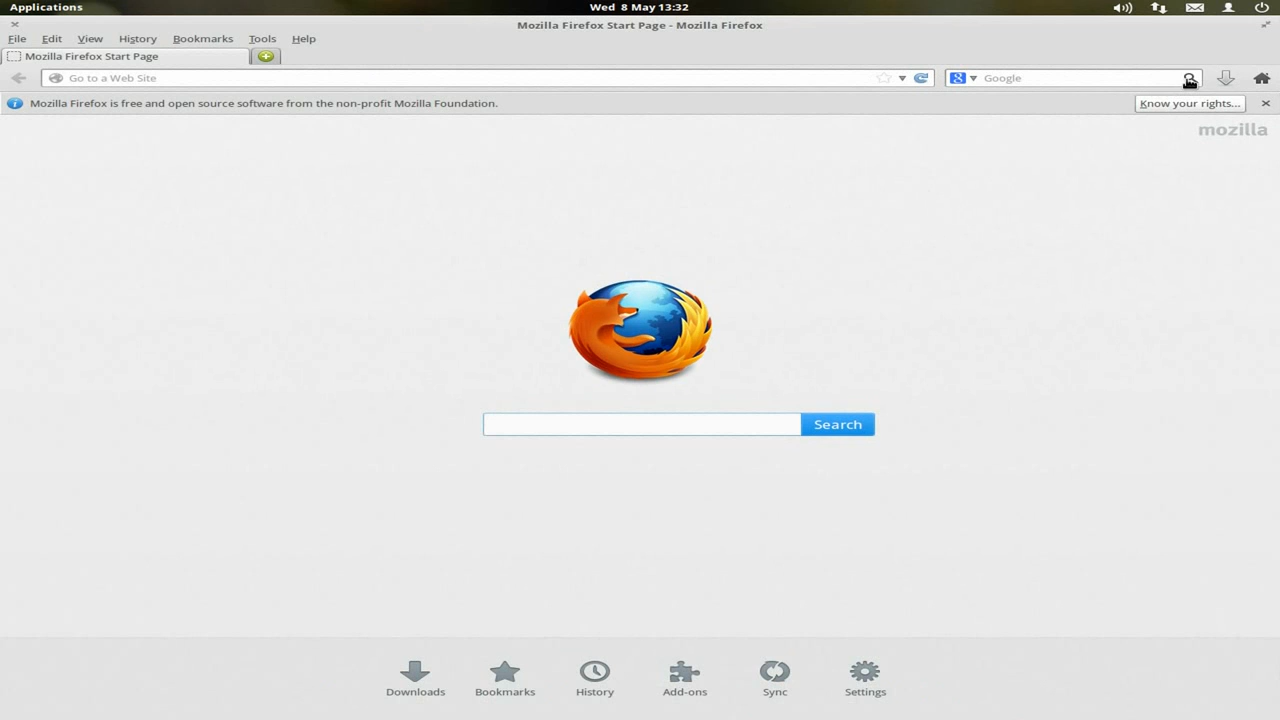 Applications
Wed 8 May 13:32
Mozilla Firefox Start Page - Mozilla Firefox
File Edit View History Bookmarks Tools Help
Mozilla Firefox Start Page
Go to a Web Site
8 Google
Mozilla Firefox is free and open source software from the non-profit Mozilla Foundation.
Know your rights...
mozilla
Search
Downloads Bookmarks History Add-ons Sync Settings